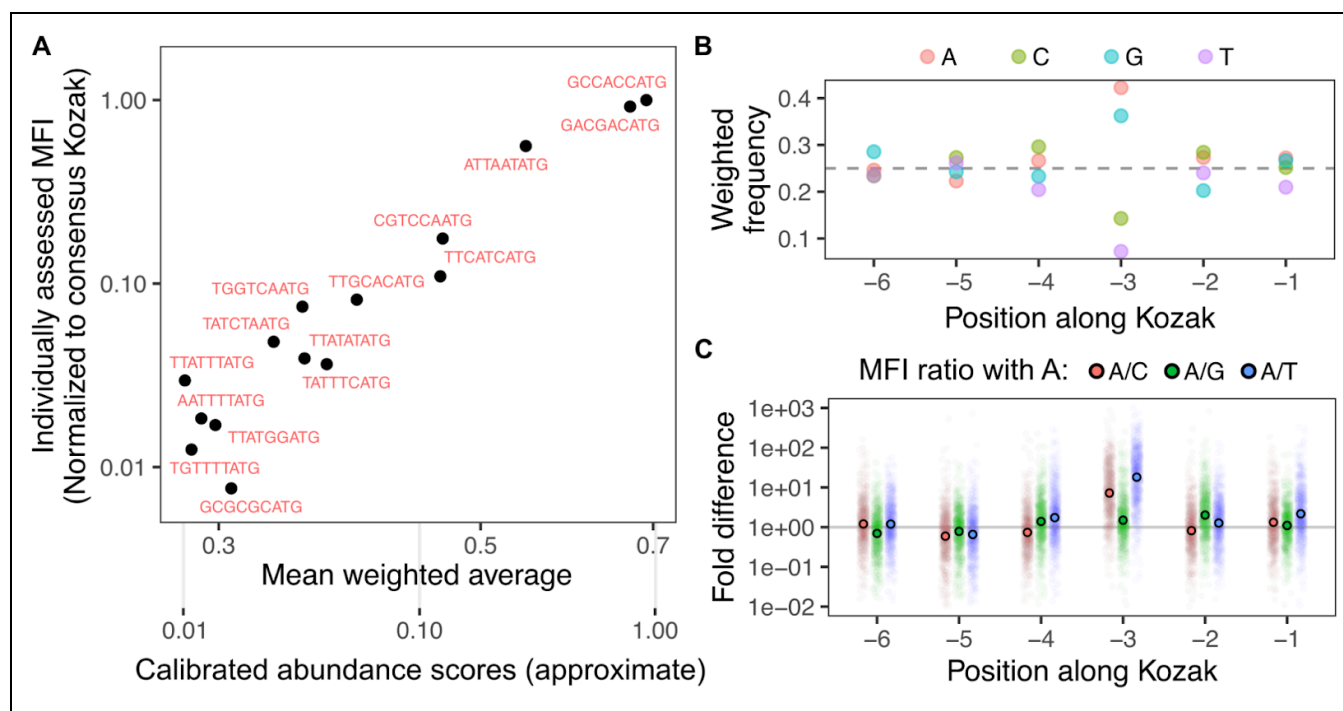 A
Individually assessed MFI
(Normalized to consensus Kozak)
1.00
0.10
0.01
GCCACCATG
GACGACATG
ATTAATATG
CGTCCAATG
TTCATCATG
TTGCACATG
TGGTCAATG
TATCTAATG
TTATATATG
TATTTCATG
TTATTTATG
AATTTTATG
TTATGGATG
TGTTTTATG
GCGCGCATG
0.3
0.5
0.7
Mean weighted average
0.01
0.10
1.00
Calibrated abundance scores (approximate)
B
A
C
G
T
Weighted
frequency
0.4
0.3
0.2
0.1
−6
−5
−4
−3
−2
−1
Position along Kozak
C
MFI ratio with A: A/C A/G A/T
Fold difference
1e+03
1e+02
1e+01
1e+00
1e−01
1e−02
−6
−5
−4
−3
−2
−1
Position along Kozak